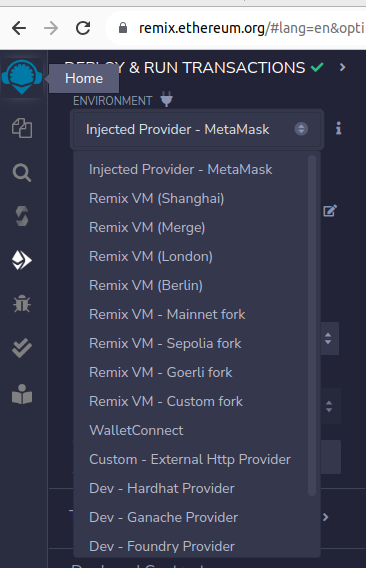 remix.ethereum.org/#lang=en&opti
DEPLOY & RUN TRANSACTIONS
Home
ENVIRONMENT
Injected Provider - MetaMask
Injected Provider - MetaMask
Remix VM (Shanghai)
Remix VM (Merge)
Remix VM (London)
Remix VM (Berlin)
Remix VM - Mainnet fork
Remix VM - Sepolia fork
Remix VM - Goerli fork
Remix VM - Custom fork
WalletConnect
Custom - External Http Provider
Dev - Hardhat Provider
Dev - Ganache Provider
Dev - Foundry Provider